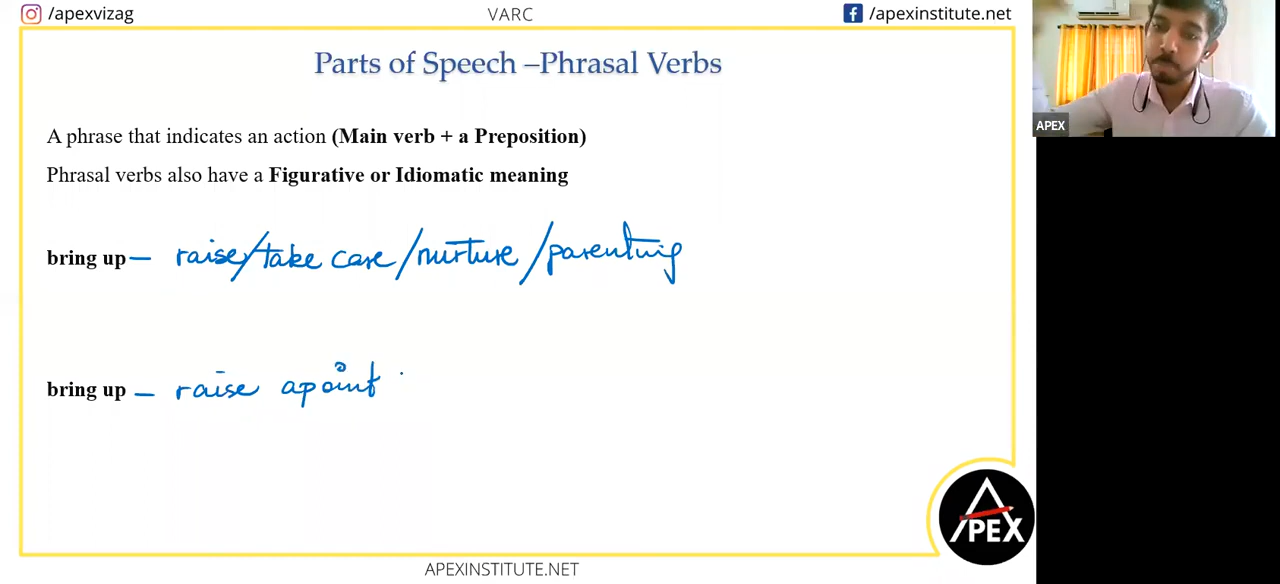 /apexvizag VARC /apexinstitute.net
Parts of Speech –Phrasal Verbs
A phrase that indicates an action (Main verb + a Preposition)
Phrasal verbs also have a Figurative or Idiomatic meaning
bring up – raise/take care/nurture/parenting
bring up – raise a point
APEX
APEX
APEXINSTITUTE.NET